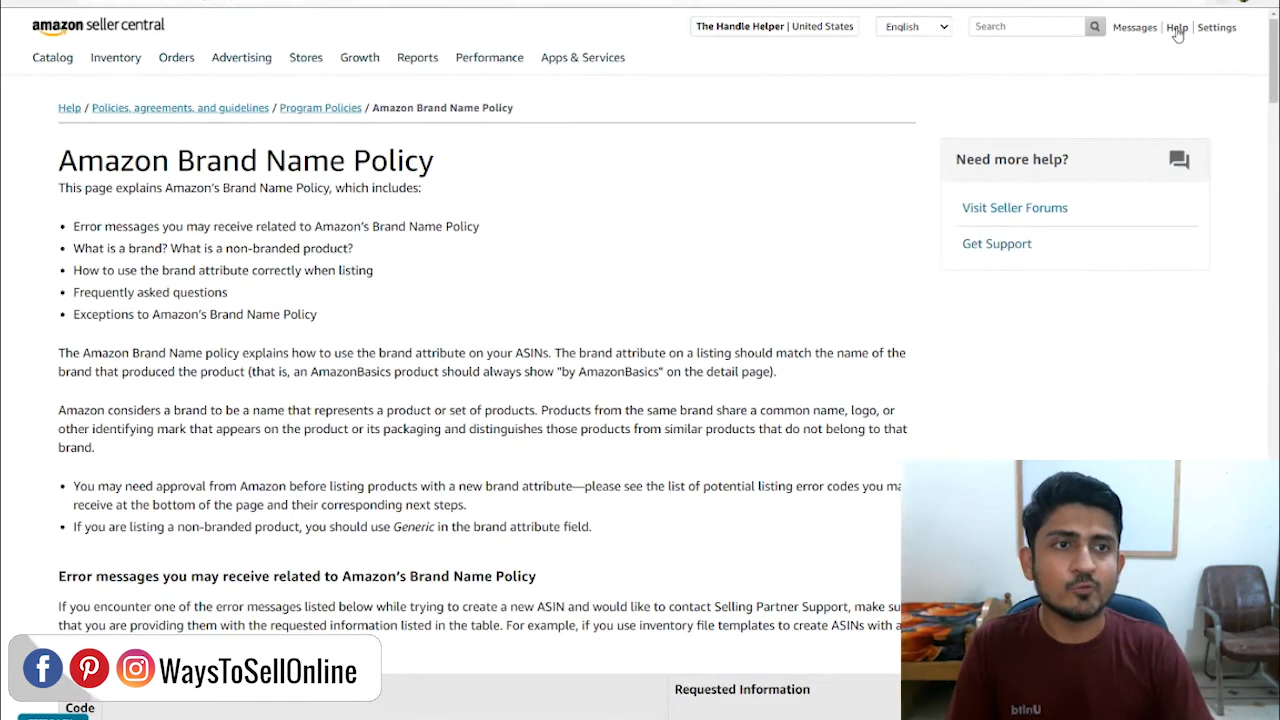 amazon seller central
The Handle Helper | United States
English
Search
Messages | Help | Settings
Catalog Inventory Orders Advertising Stores Growth Reports Performance Apps & Services
Help / Policies, agreements, and guidelines / Program Policies / Amazon Brand Name Policy
Amazon Brand Name Policy
This page explains Amazon's Brand Name Policy, which includes:
• Error messages you may receive related to Amazon's Brand Name Policy
• What is a brand? What is a non-branded product?
• How to use the brand attribute correctly when listing
• Frequently asked questions
• Exceptions to Amazon's Brand Name Policy
The Amazon Brand Name policy explains how to use the brand attribute on your ASINs. The brand attribute on a listing should match the name of the
brand that produced the product (that is, an AmazonBasics product should always show "by AmazonBasics" on the detail page).
Amazon considers a brand to be a name that represents a product or set of products. Products from the same brand share a common name, logo, or
other identifying mark that appears on the product or its packaging and distinguishes those products from similar products that do not belong to that
brand.
• You may need approval from Amazon before listing products with a new brand attribute—please see the list of potential listing error codes you ma
receive at the bottom of the page and their corresponding next steps.
• If you are listing a non-branded product, you should use Generic in the brand attribute field.
Error messages you may receive related to Amazon's Brand Name Policy
If you encounter one of the error messages listed below while trying to create a new ASIN and would like to contact Selling Partner Support, make su
that you are providing them with the requested information listed in the table. For example, if you use inventory file templates to create ASINs with a
Need more help?
Visit Seller Forums
Get Support
WaysToSellOnline
Requested Information
Code